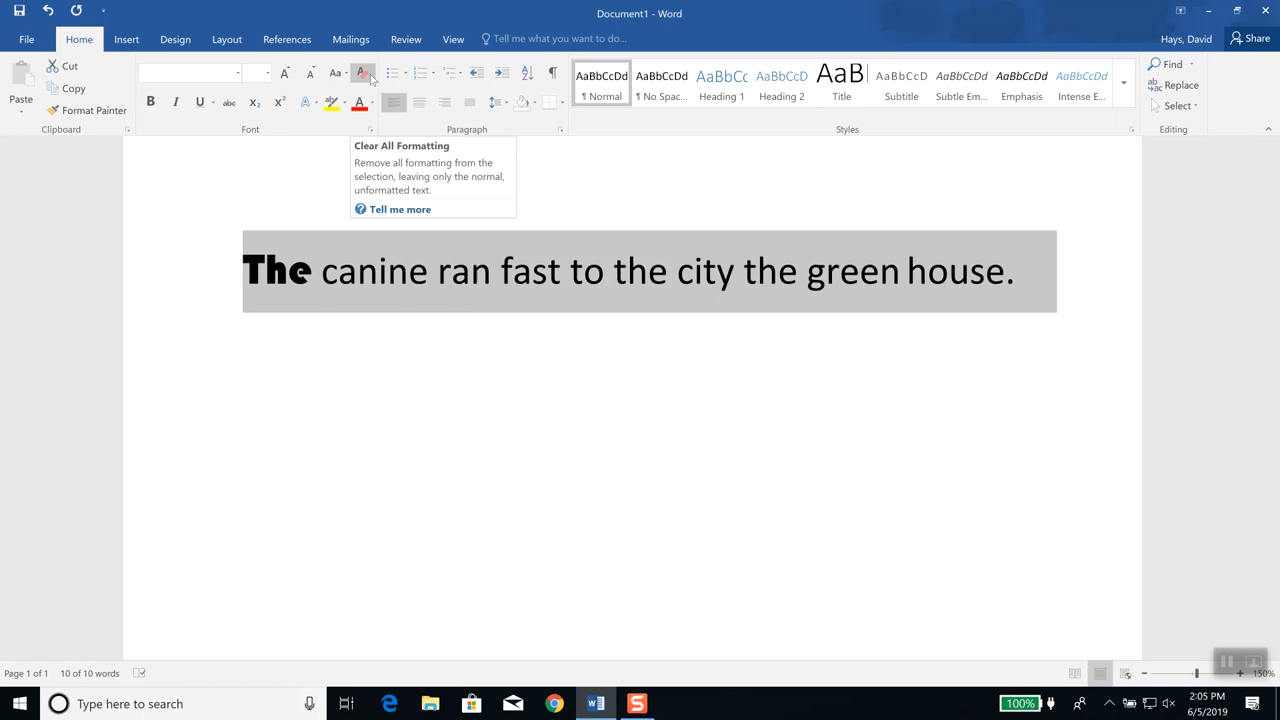 Document1 - Word
Hays, David
Share
File Home Insert Design Layout References Mailings Review View Tell me what you want to do...
Cut
Copy
Format Painter
Paste
Clipboard
Aa
B I U abc X₂ X² A A
Font
Paragraph
AaBbCcDd AaBbCcDd AaBbCc AaBbCcD AaB AaBbCcD AaBbCcDd AaBbCcDd AaBbCcDd
¶ Normal ¶ No Spac... Heading 1 Heading 2 Title Subtitle Subtle Em... Emphasis Intense E...
Styles
Find
Replace
Select
Editing
Clear All Formatting
Remove all formatting from the
selection, leaving only the normal,
unformatted text.
Tell me more
The canine ran fast to the city the green house.
Page 1 of 1 10 of 10 words
150%
Type here to search
100%
2:05 PM
6/5/2019